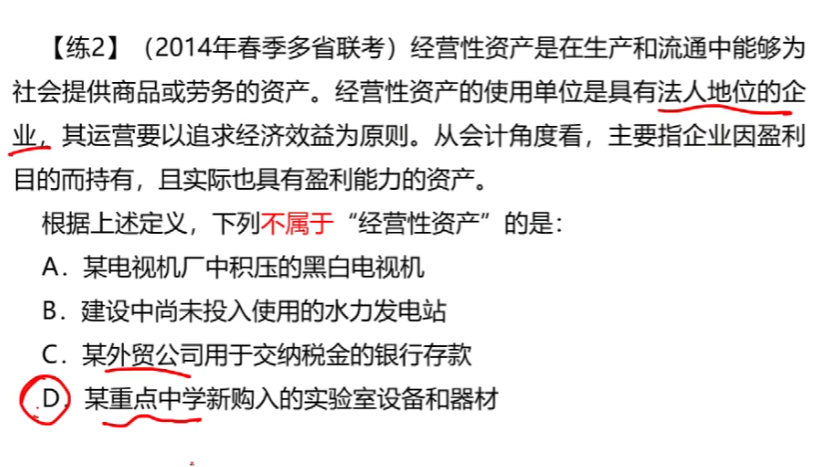 【练2】（2014年春季多省联考）经营性资产是在生产和流通中能够为
社会提供商品或劳务的资产。经营性资产的使用单位是具有法人地位的企
业，其运营要以追求经济效益为原则。从会计角度看，主要指企业因盈利
目的而持有，且实际也具有盈利能力的资产。
根据上述定义，下列不属于“经营性资产”的是：
A．某电视机厂中积压的黑白电视机
B．建设中尚未投入使用的水力发电站
C．某外贸公司用于交纳税金的银行存款
D．某重点中学新购入的实验室设备和器材